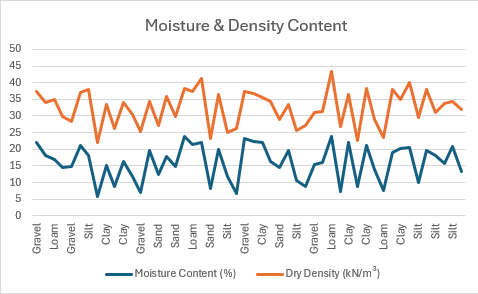 Moisture & Density Content
50
45
40
35
30
25
20
15
10
5
0
Gravel
Loam
Gravel
Silt
Clay
Clay
Gravel
Sand
Sand
Loam
Sand
Silt
Gravel
Clay
Sand
Sand
Gravel
Loam
Clay
Clay
Loam
Clay
Silt
Silt
Silt
Moisture Content (%)
Dry Density (kN/m³)